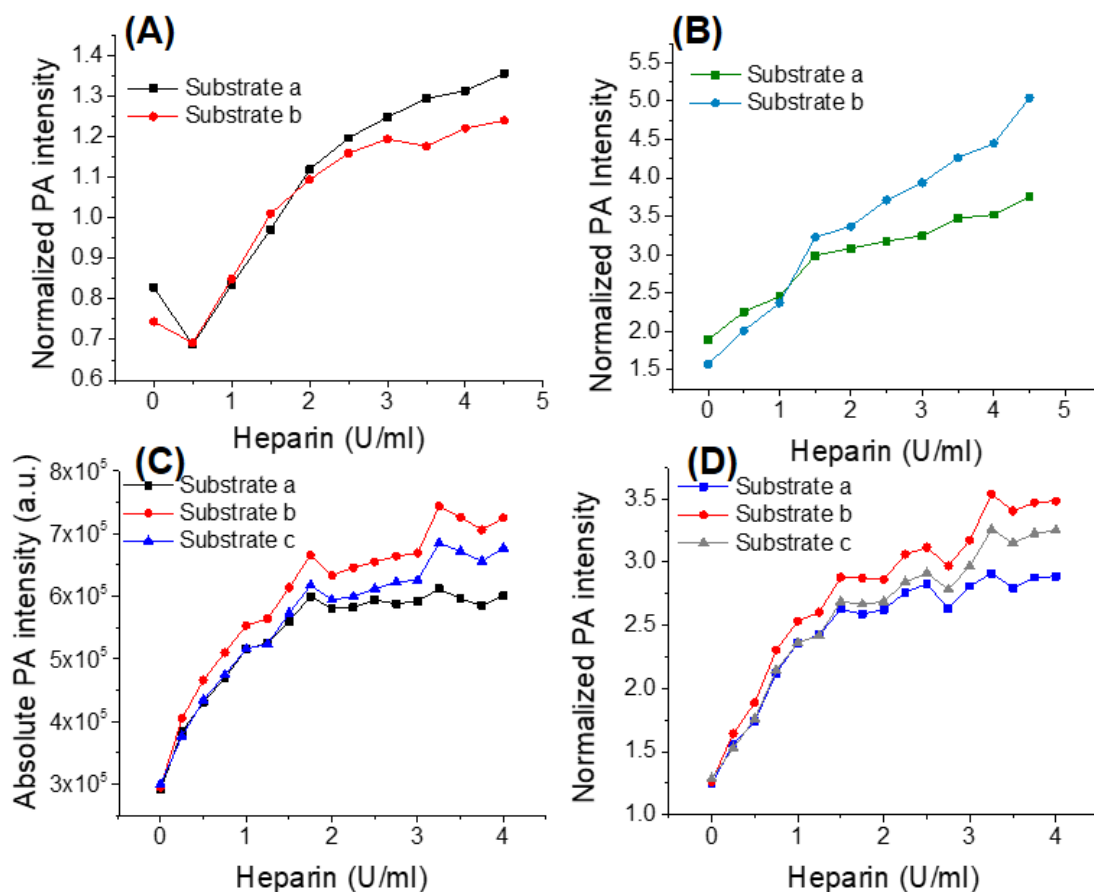 (A)
Normalized PA intensity
1.4
1.3
1.2
1.1
1.0
0.9
0.8
0.7
0.6
Substrate a
Substrate b
0 1 2 3 4 5
Heparin (U/ml)
(B)
Normalized PA Intensity
5.5
5.0
4.5
4.0
3.5
3.0
2.5
2.0
1.5
Substrate a
Substrate b
0 1 2 3 4 5
Heparin (U/ml)
(C)
Absolute PA intensity (a.u.)
8x10⁵
7x10⁵
6x10⁵
5x10⁵
4x10⁵
3x10⁵
Substrate a
Substrate b
Substrate c
0 1 2 3 4
Heparin (U/ml)
(D)
Normalized PA intensity
3.5
3.0
2.5
2.0
1.5
1.0
Substrate a
Substrate b
Substrate c
0 1 2 3 4
Heparin (U/ml)